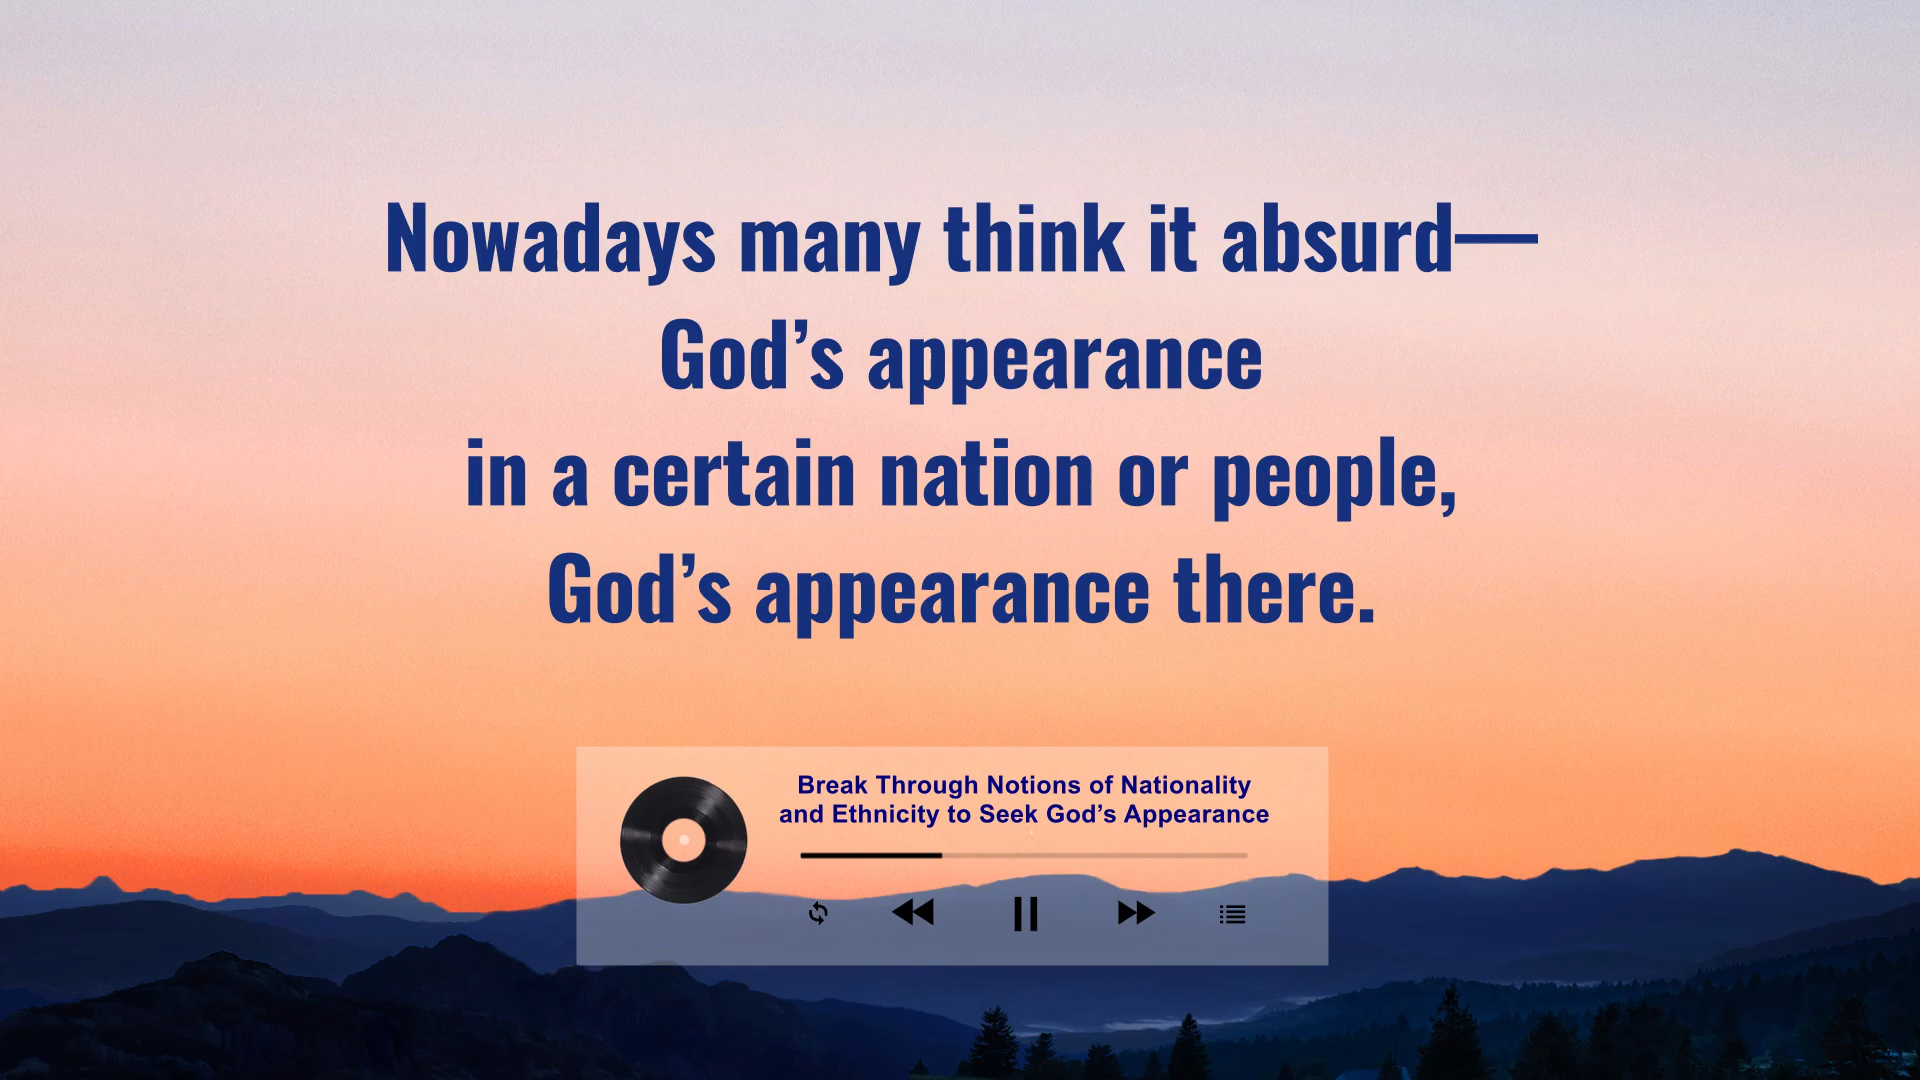 Nowadays many think it absurd—
God’s appearance
in a certain nation or people,
God’s appearance there.
Break Through Notions of Nationality
and Ethnicity to Seek God’s Appearance